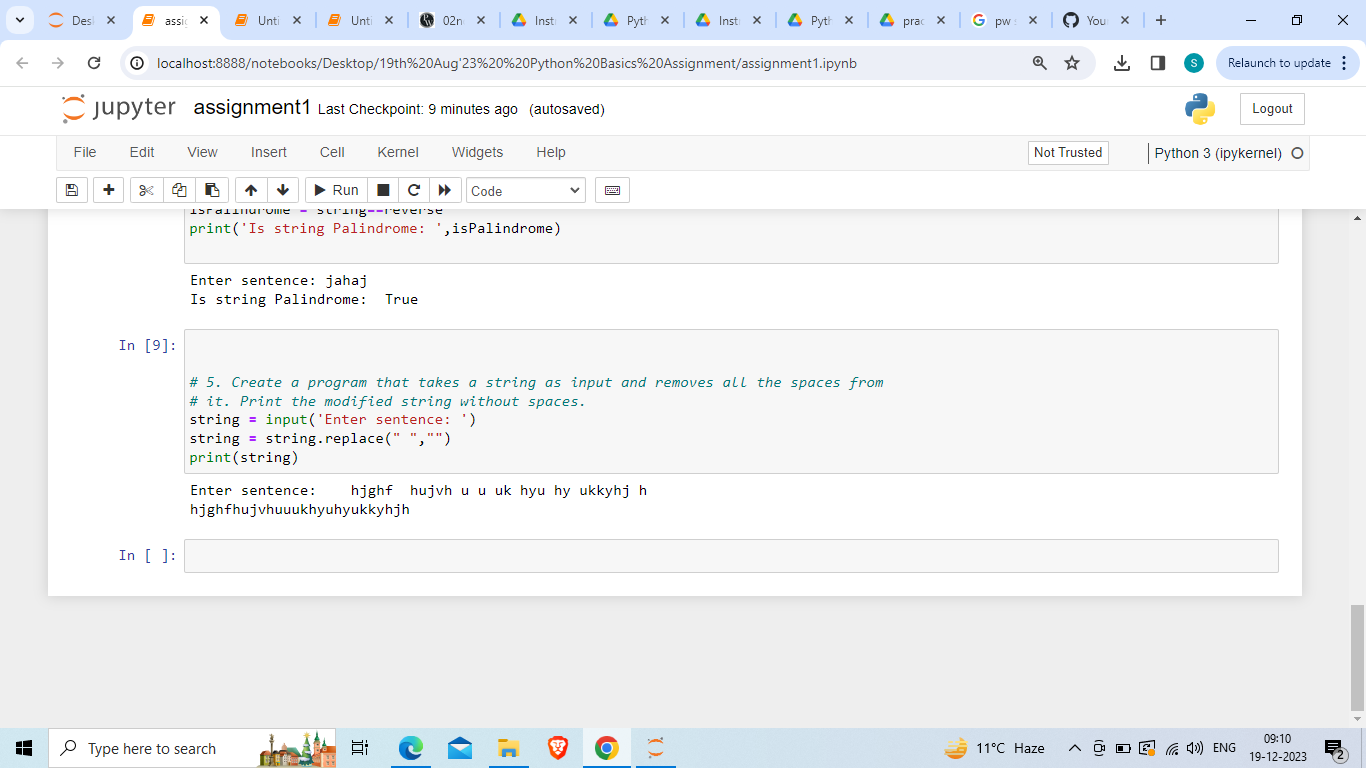 Desl
assig
Unti
Unti
02n
Inst
Pyth
Inst
Pyth
prac
pw
You
localhost:8888/notebooks/Desktop/19th%20Aug'23%20%20Python%20Basics%20Assignment/assignment1.ipynb
S
Relaunch to update
jupyter assignment1 Last Checkpoint: 9 minutes ago (autosaved)
Logout
File Edit View Insert Cell Kernel Widgets Help
Not Trusted
Python 3 (ipykernel)
Run
Code
isPalindrome = string==reverse
print('Is string Palindrome: ',isPalindrome)
Enter sentence: jahaj
Is string Palindrome:  True
In [9]:
# 5. Create a program that takes a string as input and removes all the spaces from
# it. Print the modified string without spaces.
string = input('Enter sentence: ')
string = string.replace(" ","")
print(string)
Enter sentence:    hjghf  hujvh u u uk hyu hy ukkyhj h
hjghfhujvhuuukhyuhyukkyhjh
In [ ]:
Type here to search
11°C Haze
ENG
09:10
19-12-2023
2